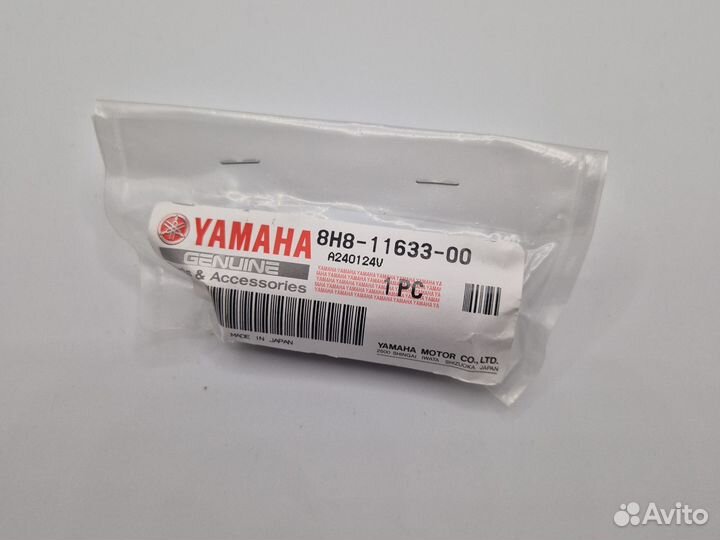 YAMAHA 8H8-11633-00
GENUINE A240124V
& Accessories 1 PC
MADE IN JAPAN
YAMAHA MOTOR CO., LTD.
2500 SHINGAI IWATA SHIZUOKA JAPAN
Avito